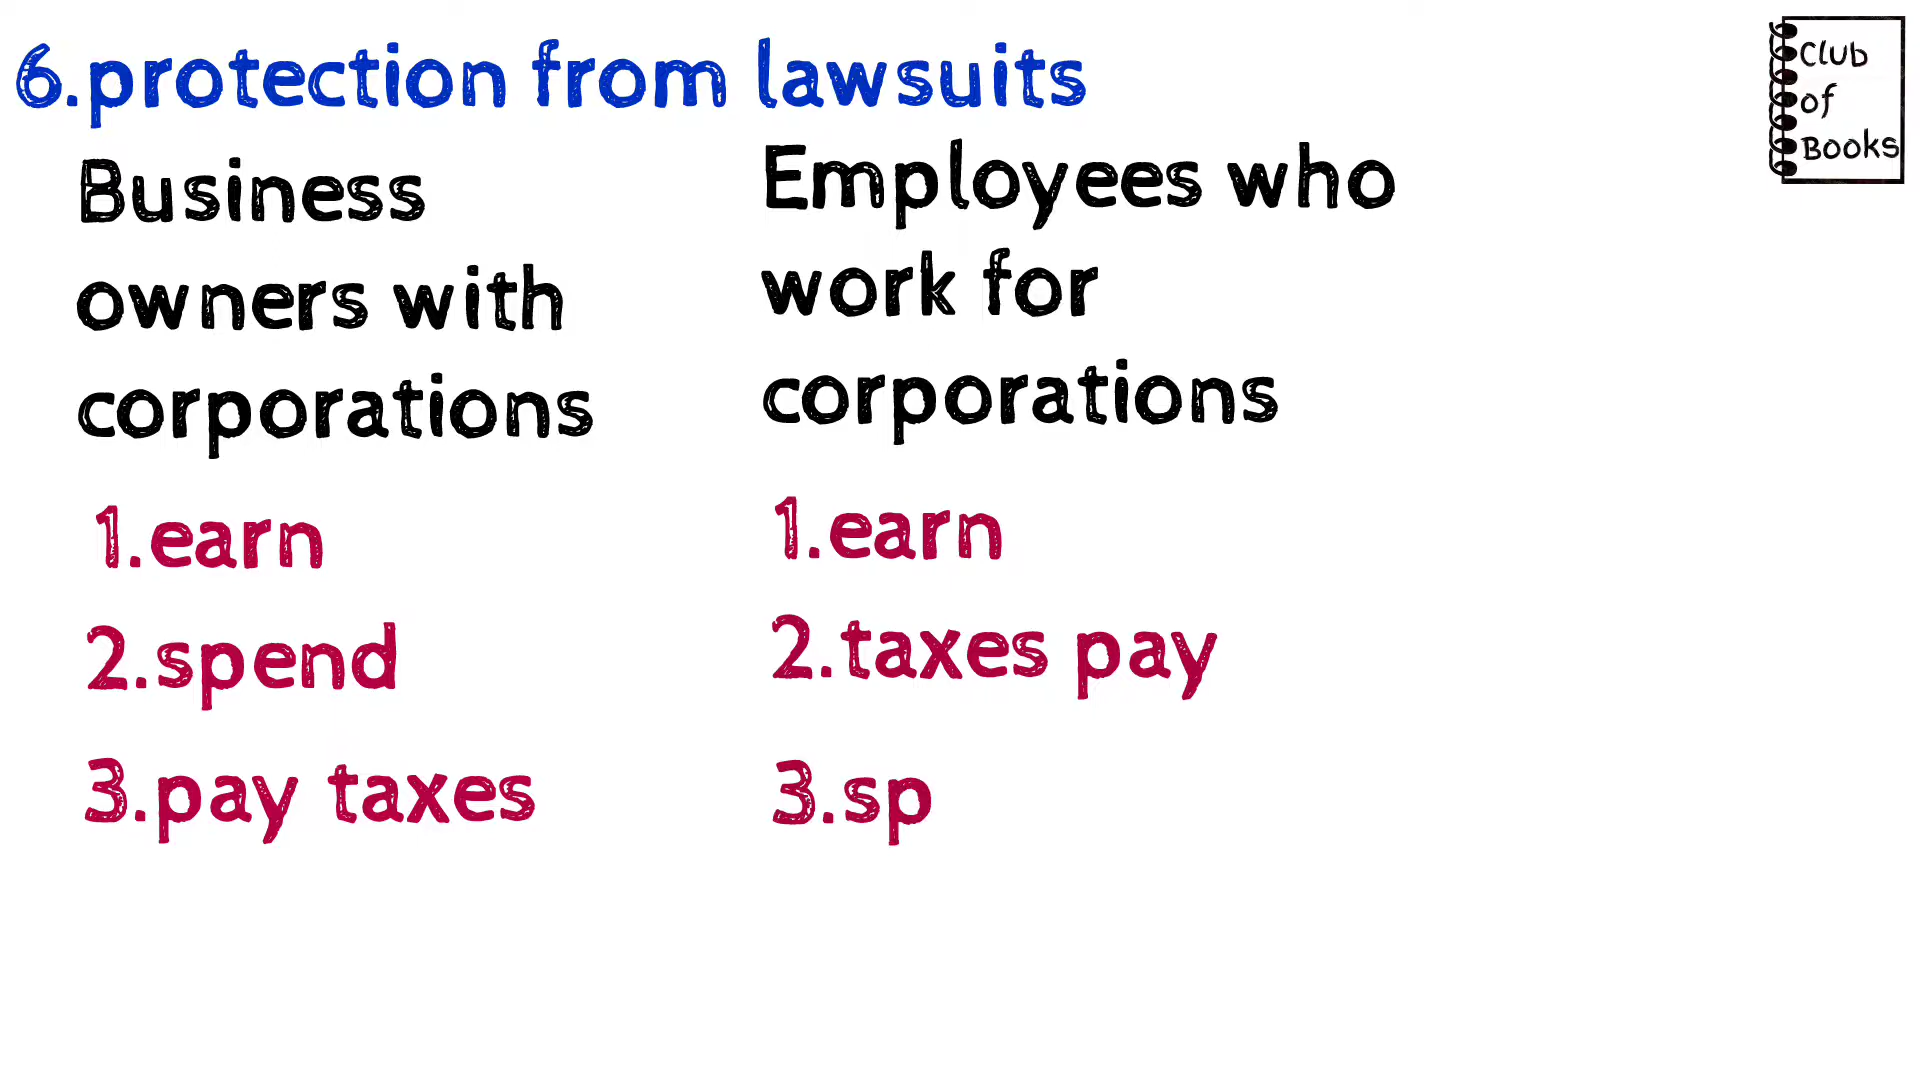 6.protection from lawsuits
Business
owners with
corporations
1.earn
2.spend
3.pay taxes
Employees who
work for
corporations
1.earn
2.taxes pay
3.sp
Club
of
Books